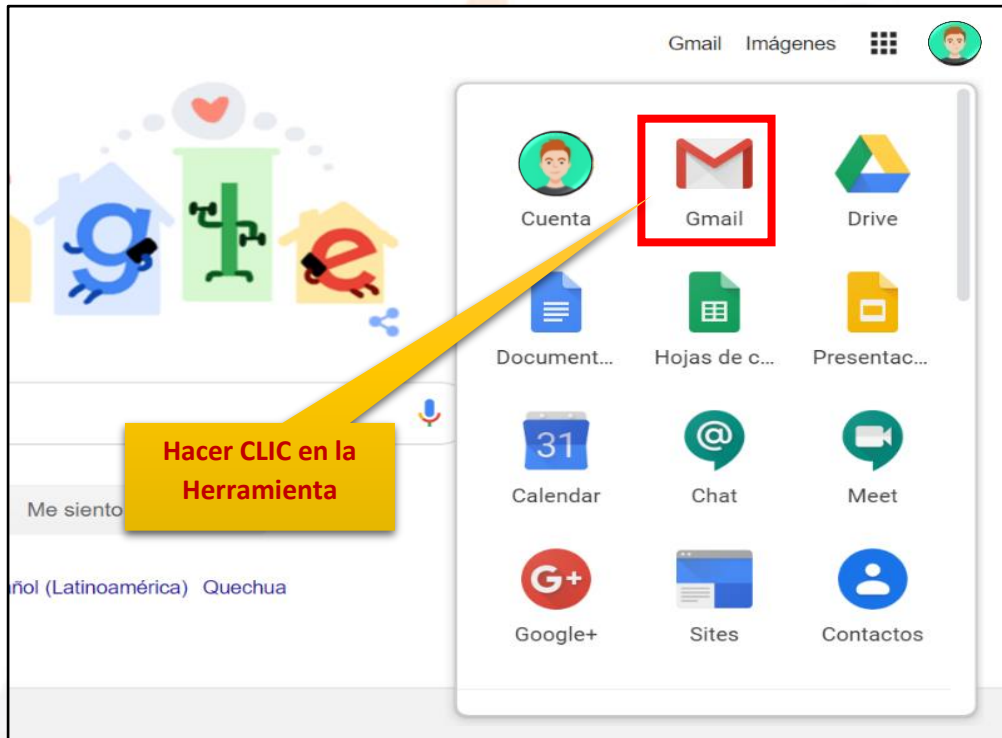 Gmail Imágenes
Cuenta Gmail Drive
Document... Hojas de c... Presentac...
Hacer CLIC en la
Herramienta
31
Calendar Chat Meet
Me siento
ñol (Latinoamérica) Quechua
G+
Google+ Sites Contactos